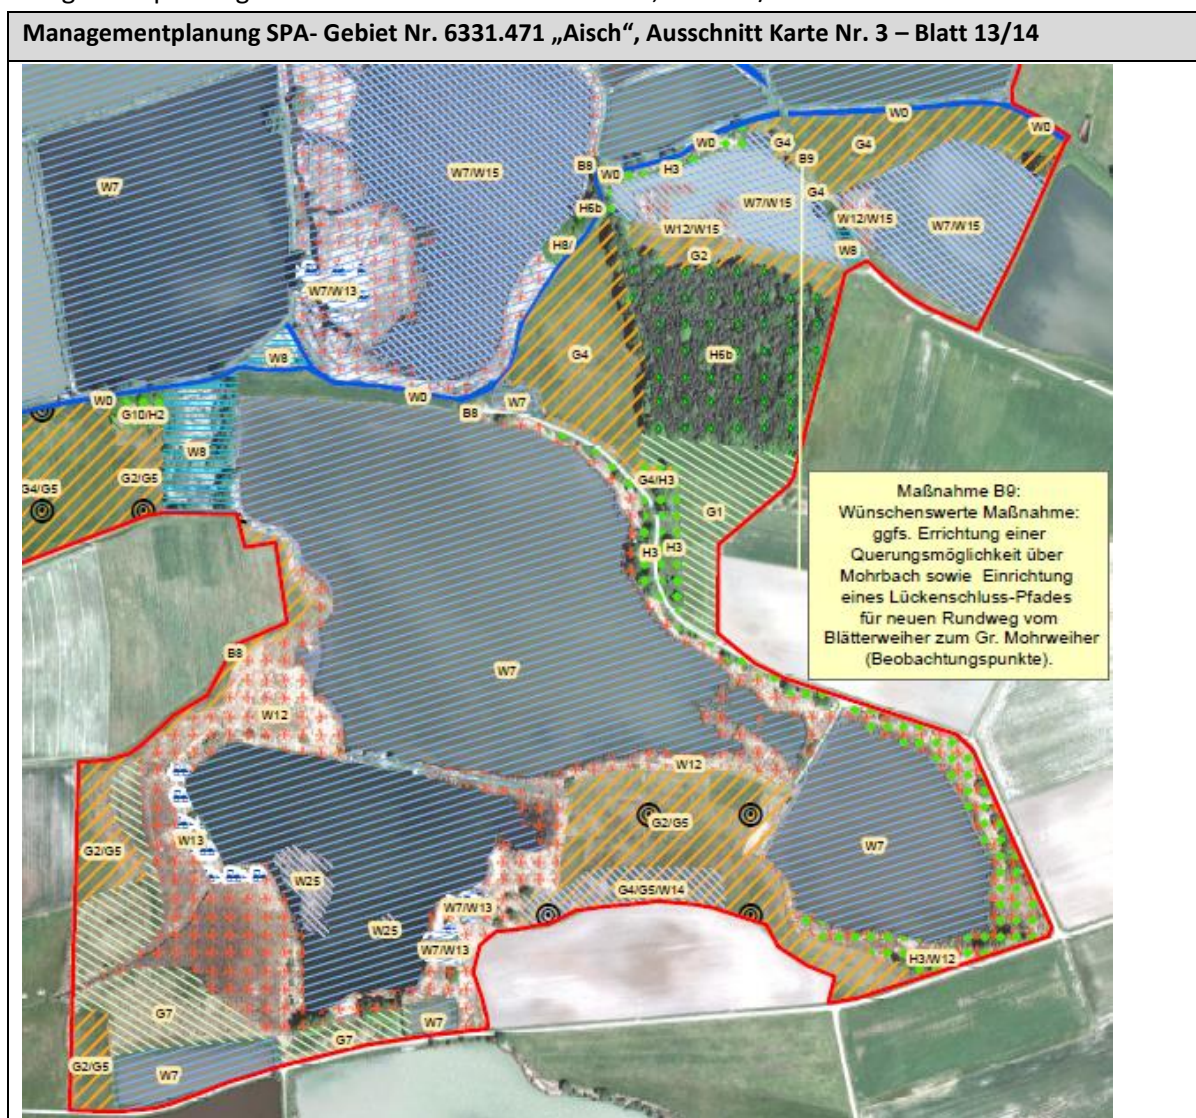 Managementplanung SPA- Gebiet Nr. 6331.471 „Aisch“, Ausschnitt Karte Nr. 3 – Blatt 13/14
W0
W0
W7
W0
G4
G4
B8
W7/W15
W0
H3
B9
G4
W7/W15
H6b
W12/W15
W12/W15
W7/W15
H8/
G2
W8
W7/W13
G4
H6b
W8
W0
W0
W7
B8
G10/H2
W8
G4/G5
G2/G5
G4/H3
G1
H3
H3
Maßnahme B9:
Wünschenswerte Maßnahme:
ggfs. Errichtung einer
Querungsmöglichkeit über
Mohrbach sowie Einrichtung
eines Lückenschluss-Pfades
für neuen Rundweg vom
Blätterweiher zum Gr. Mohrweiher
(Beobachtungspunkte).
B8
W7
W12
W12
G2/G5
W13
G2/G5
W7
W25
G4/G5/W14
W7/W13
W25
W7/W13
H3/W12
G7
G7
W7
G2/G5
W7